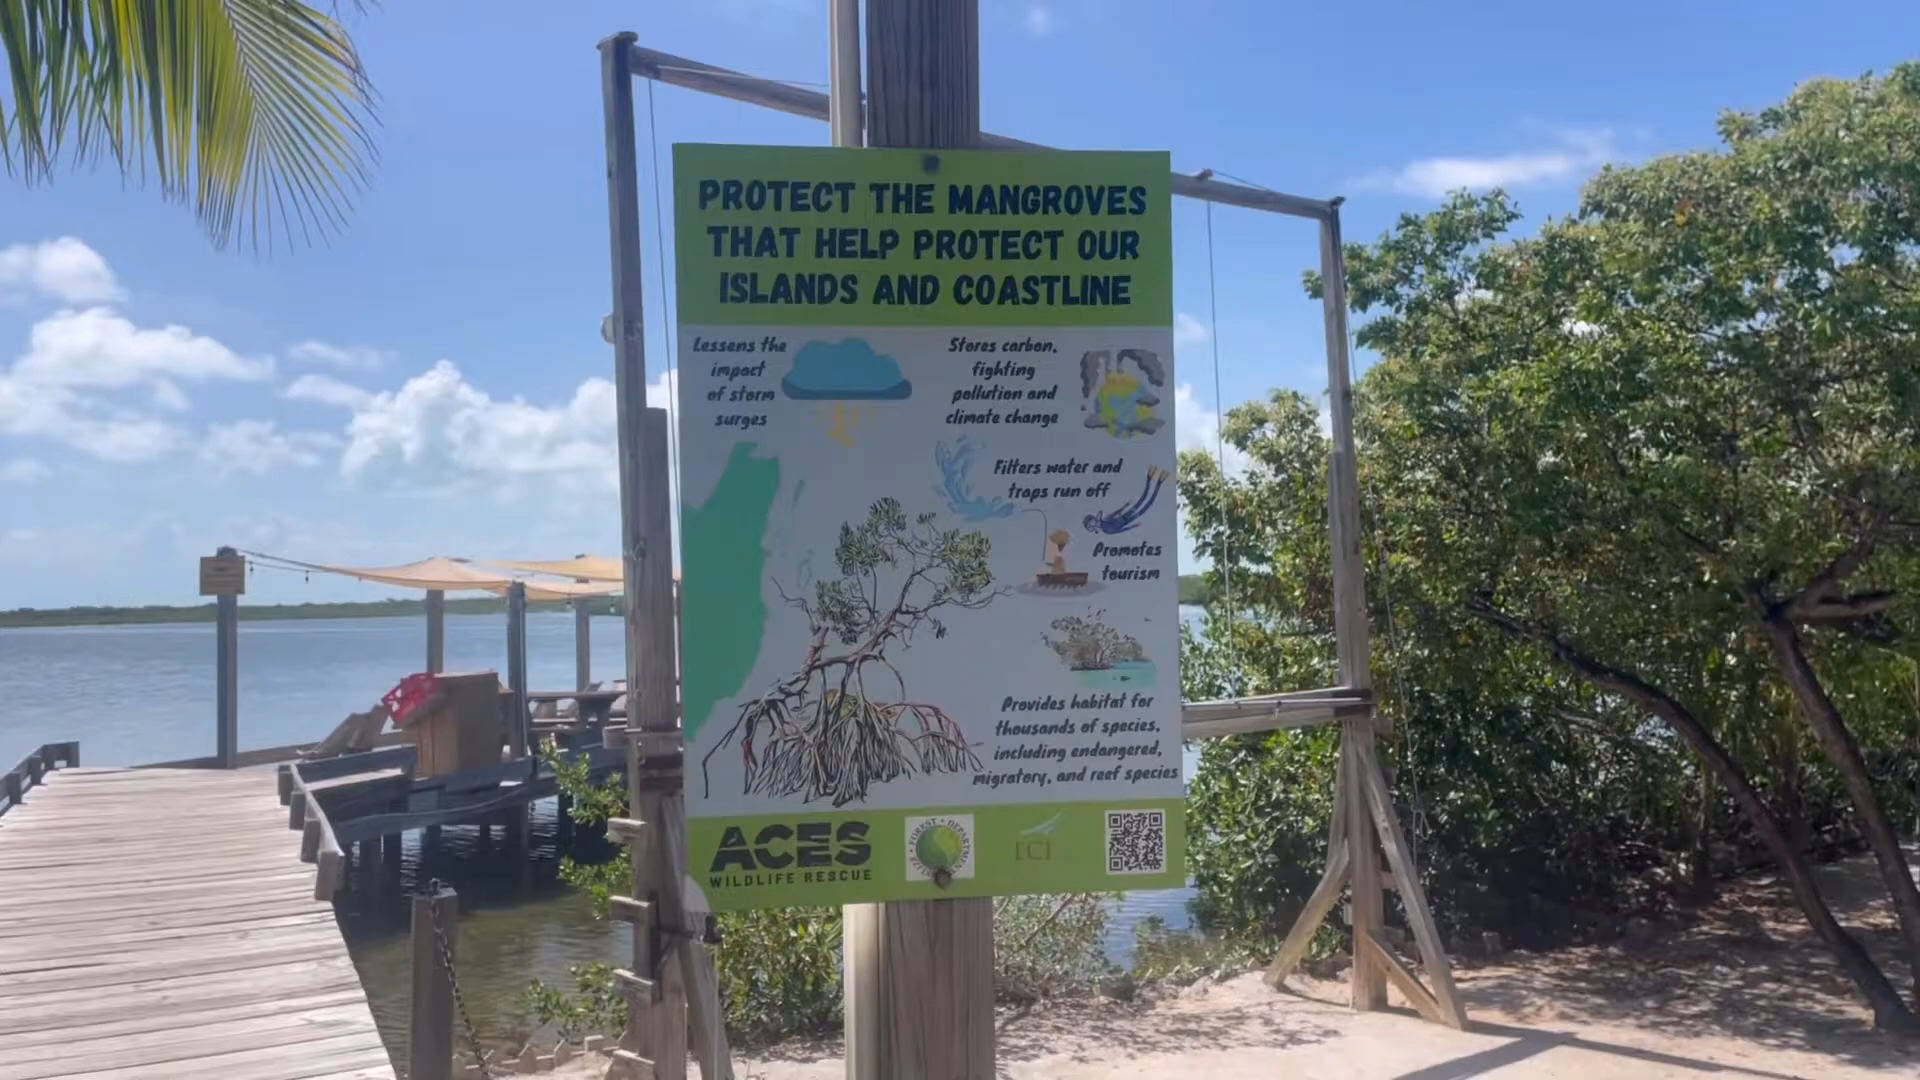 PROTECT THE MANGROVES
THAT HELP PROTECT OUR
ISLANDS AND COASTLINE
Lessens the
impact
of storm
surges
Stores carbon,
fighting
pollution and
climate change
Filters water and
traps run off
Promotes
tourism
Provides habitat for
thousands of species,
including endangered,
migratory, and reef species
ACES
WILDLIFE RESCUE
FOREST • DEPARTMENT